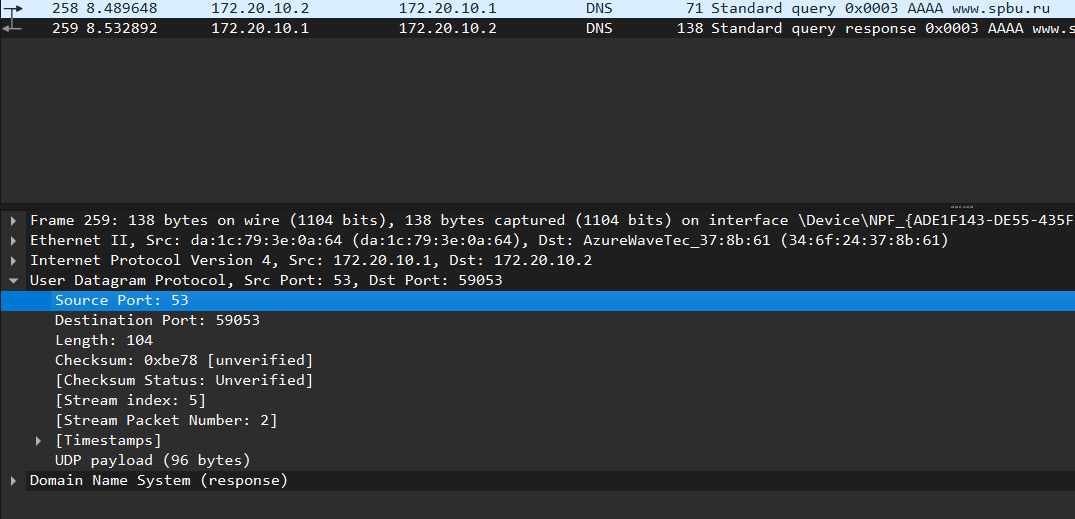 258 8.489648 172.20.10.2 172.20.10.1 DNS 71 Standard query 0x0003 AAAA www.spbu.ru
259 8.532892 172.20.10.1 172.20.10.2 DNS 138 Standard query response 0x0003 AAAA www.s
Frame 259: 138 bytes on wire (1104 bits), 138 bytes captured (1104 bits) on interface \Device\NPF_{ADE1F143-DE55-435F
Ethernet II, Src: da:1c:79:3e:0a:64 (da:1c:79:3e:0a:64), Dst: AzureWaveTec_37:8b:61 (34:6f:24:37:8b:61)
Internet Protocol Version 4, Src: 172.20.10.1, Dst: 172.20.10.2
User Datagram Protocol, Src Port: 53, Dst Port: 59053
Source Port: 53
Destination Port: 59053
Length: 104
Checksum: 0xbe78 [unverified]
[Checksum Status: Unverified]
[Stream index: 5]
[Stream Packet Number: 2]
[Timestamps]
UDP payload (96 bytes)
Domain Name System (response)